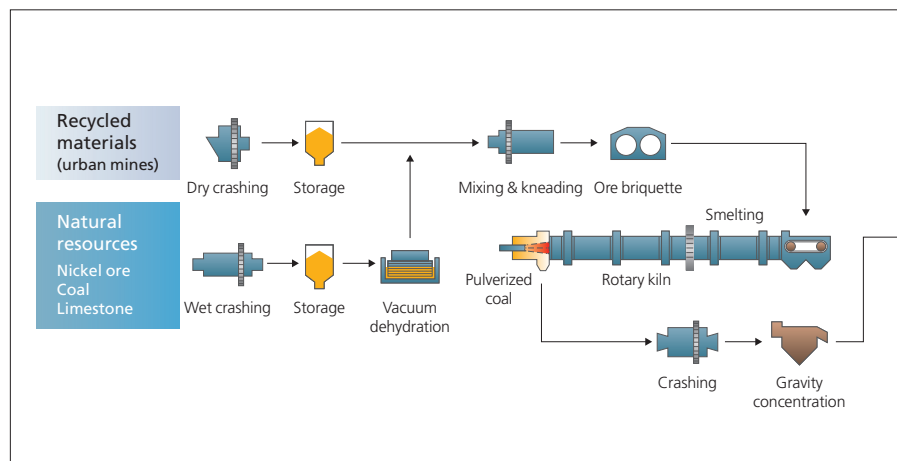 Recycled
materials
(urban mines)
Dry crashing
Storage
Mixing & kneading
Ore briquette
Natural
resources
Nickel ore
Coal
Limestone
Wet crashing
Storage
Vacuum
dehydration
Smelting
Pulverized
coal
Rotary kiln
Crashing
Gravity
concentration